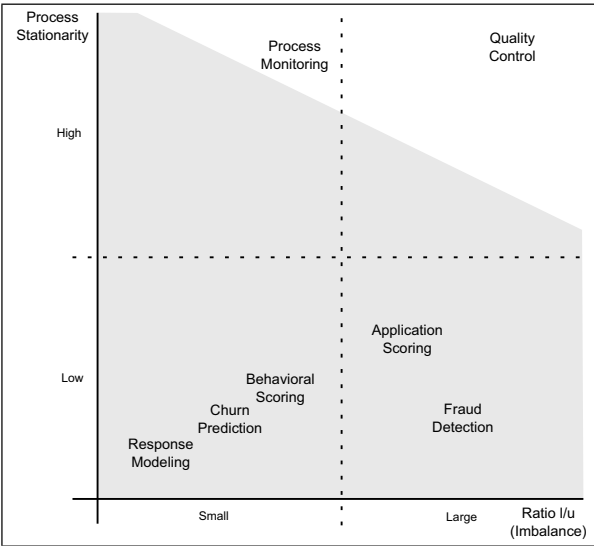 Process
Stationarity
Process
Monitoring
Quality
Control
High
Application
Scoring
Low
Behavioral
Scoring
Churn
Prediction
Fraud
Detection
Response
Modeling
Small
Large
Ratio l/u
(Imbalance)